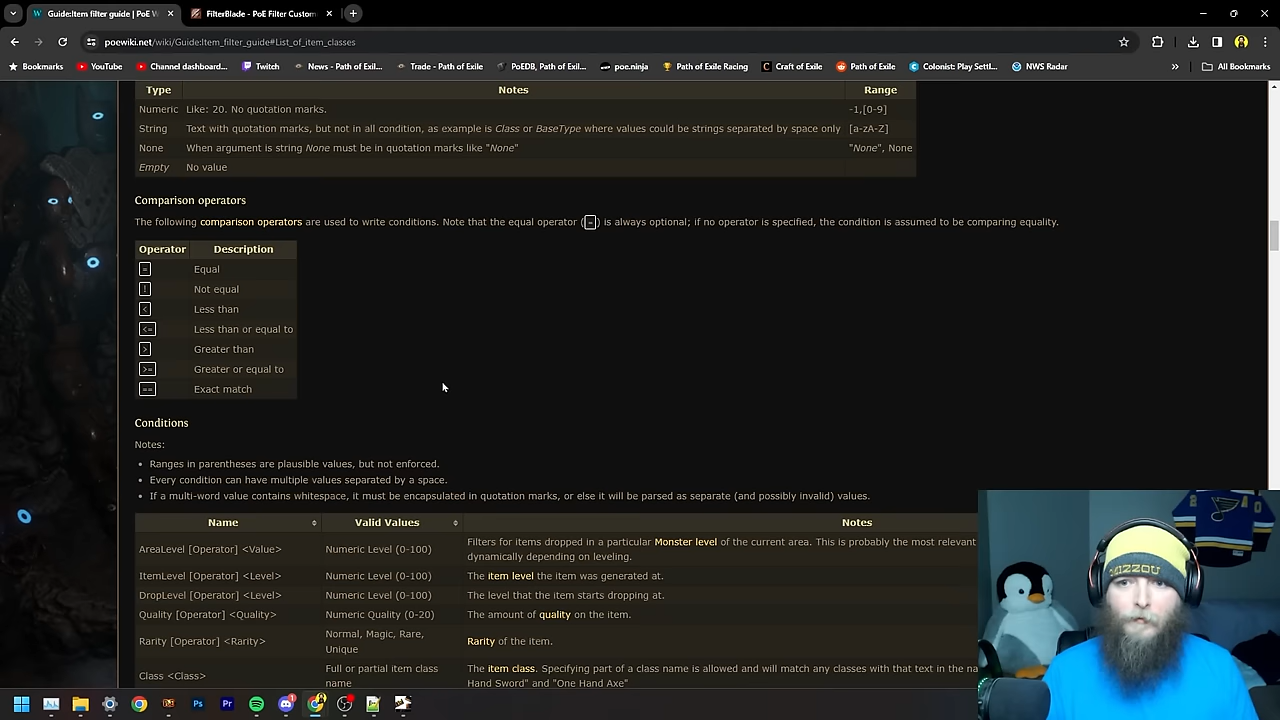 Guide:Item filter guide | PoE W
FilterBlade - PoE Filter Custom
poewiki.net/wiki/Guide:Item_filter_guide#List_of_item_classes
Bookmarks YouTube Channel dashboard... Twitch News - Path of Exil... Trade - Path of Exile PoEDB, Path of Exil... poe.ninja Path of Exile Racing Craft of Exile Path of Exile Colonist: Play Settl... NWS Radar All Bookmarks
Type Notes Range
Numeric Like: 20. No quotation marks. -1,[0-9]
String Text with quotation marks, but not in all condition, as example is Class or BaseType where values could be strings separated by space only [a-zA-Z]
None When argument is string None must be in quotation marks like "None" "None", None
Empty No value
Comparison operators
The following comparison operators are used to write conditions. Note that the equal operator (=) is always optional; if no operator is specified, the condition is assumed to be comparing equality.
Operator Description
= Equal
! Not equal
< Less than
<= Less than or equal to
> Greater than
>= Greater or equal to
== Exact match
Conditions
Notes:
• Ranges in parentheses are plausible values, but not enforced.
• Every condition can have multiple values separated by a space.
• If a multi-word value contains whitespace, it must be encapsulated in quotation marks, or else it will be parsed as separate (and possibly invalid) values.
Name Valid Values Notes
AreaLevel [Operator] <Value> Numeric Level (0-100) Filters for items dropped in a particular Monster level of the current area. This is probably the most relevant
dynamically depending on leveling.
ItemLevel [Operator] <Level> Numeric Level (0-100) The item level the item was generated at.
DropLevel [Operator] <Level> Numeric Level (0-100) The level that the item starts dropping at.
Quality [Operator] <Quality> Numeric Quality (0-20) The amount of quality on the item.
Rarity [Operator] <Rarity> Normal, Magic, Rare,
Unique Rarity of the item.
Class <Class> Full or partial item class
name The item class. Specifying part of a class name is allowed and will match any classes with that text in the na
Hand Sword" and "One Hand Axe"
MIZZOU